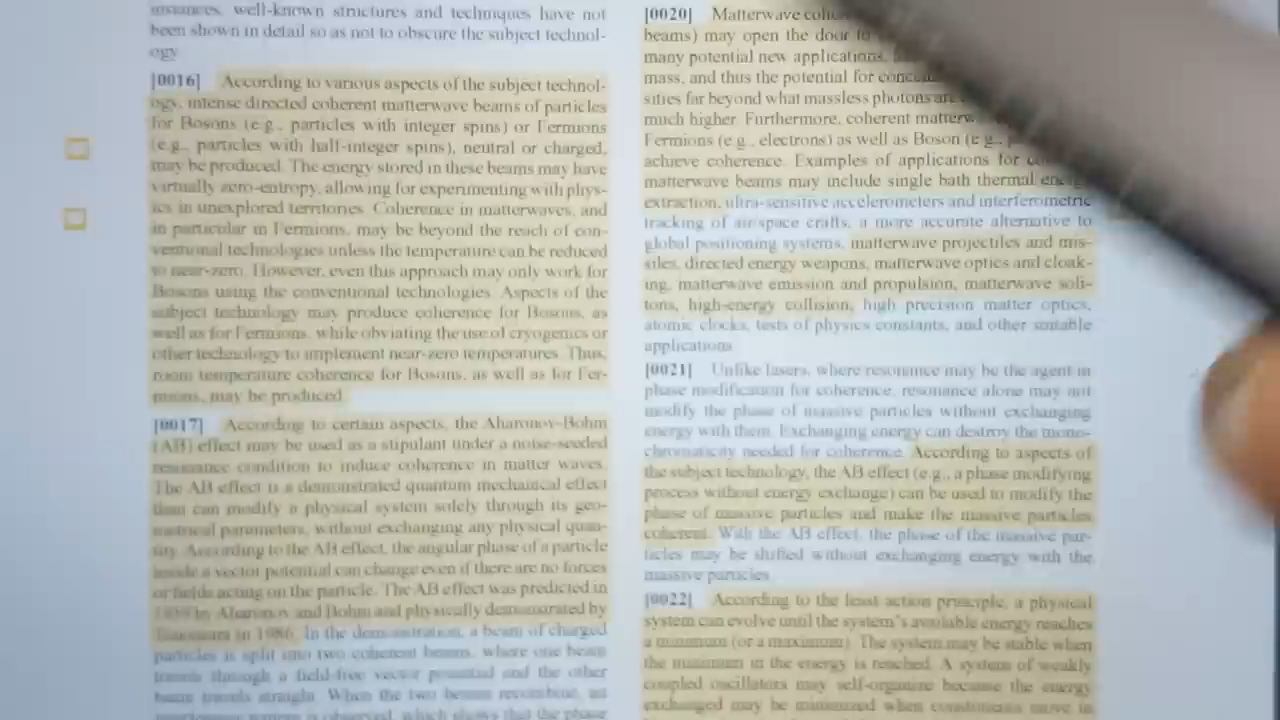 instances, well-known structures and techniques have not
been shown in detail so as not to obscure the subject technol-
ogy.
[0016] According to various aspects of the subject technol-
ogy, intense directed coherent matterwave beams of particles
for Bosons (e.g., particles with integer spins) or Fermions
(e.g., particles with half-integer spins), neutral or charged,
may be produced. The energy stored in these beams may have
virtually zero-entropy, allowing for experimenting with phys-
ics in unexplored territories. Coherence in matterwaves, and
in particular in Fermions, may be beyond the reach of con-
ventional technologies unless the temperature can be reduced
to near-zero. However, even this approach may only work for
Bosons using the conventional technologies. Aspects of the
subject technology may produce coherence for Bosons, as
well as for Fermions, while obviating the use of cryogenics or
other technology to implement near-zero temperatures. Thus,
room temperature coherence for Bosons, as well as for Fer-
mions, may be produced.
[0017] According to certain aspects, the Aharonov-Bohm
(AB) effect may be used as a stipulant under a noise-seeded
resonance condition to induce coherence in matter waves.
The AB effect is a demonstrated quantum mechanical effect
than can modify a physical system solely through its geo-
metrical parameters, without exchanging any physical quan-
tity. According to the AB effect, the angular phase of a particle
inside a vector potential can change even if there are no forces
or fields acting on the particle. The AB effect was predicted in
1959 by Aharonov and Bohm and physically demonstrated by
Tonomura in 1986. In the demonstration, a beam of charged
particles is split into two coherent beams, where one beam
travels through a field-free vector potential and the other
beam travels straight. When the two beams recombine, an
interference pattern is observed, which shows that the phase
[0020] Matterwave
beams) may open the door to
many potential new applications.
mass, and thus the potential for
sities far beyond what massless photons are
much higher. Furthermore, coherent
Fermions (e.g., electrons) as well as Boson (e.g.,
achieve coherence. Examples of applications for
matterwave beams may include single bath thermal energy
extraction, ultra-sensitive accelerometers and interferometric
tracking of air/space crafts, a more accurate alternative to
global positioning systems, matterwave projectiles and mis-
siles, directed energy weapons, matterwave optics and cloak-
ing, matterwave emission and propulsion, matterwave soli-
tons, high-energy collision, high precision matter optics,
atomic clocks, tests of physics constants, and other suitable
applications.
[0021] Unlike lasers, where resonance may be the agent in
phase modification for coherence, resonance alone may not
modify the phase of massive particles without exchanging
energy with them. Exchanging energy can destroy the mono-
chromaticity needed for coherence. According to aspects of
the subject technology, the AB effect (e.g., a phase modifying
process without energy exchange) can be used to modify the
phase of massive particles and make the massive particles
coherent. With the AB effect, the phase of the massive par-
ticles may be shifted without exchanging energy with the
massive particles.
[0022] According to the least action principle, a physical
system can evolve until the system's available energy reaches
a minimum (or a maximum). The system may be stable when
the minimum in the energy is reached. A system of weakly
coupled oscillators may self-organize because the energy
exchanged may be minimized when constituents move in